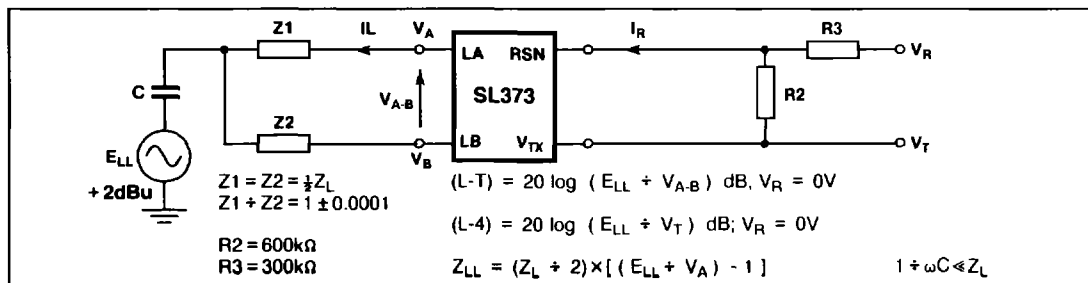 Z1 IL V_A I_R R3
LA RSN V_R
C SL373 R2
V_A-B
Z2
LB V_TX V_T
E_LL V_B
+2dBu
Z1 = Z2 = ½Z_L (L-T) = 20 log ( E_LL ÷ V_A-B ) dB, V_R = 0V
Z1 ÷ Z2 = 1 ± 0.0001
(L-4) = 20 log ( E_LL ÷ V_T ) dB; V_R = 0V
R2 = 600kΩ
R3 = 300kΩ Z_LL = (Z_L ÷ 2)×[ ( E_LL ÷ V_A ) - 1 ] 1 ÷ ωC ≪ Z_L